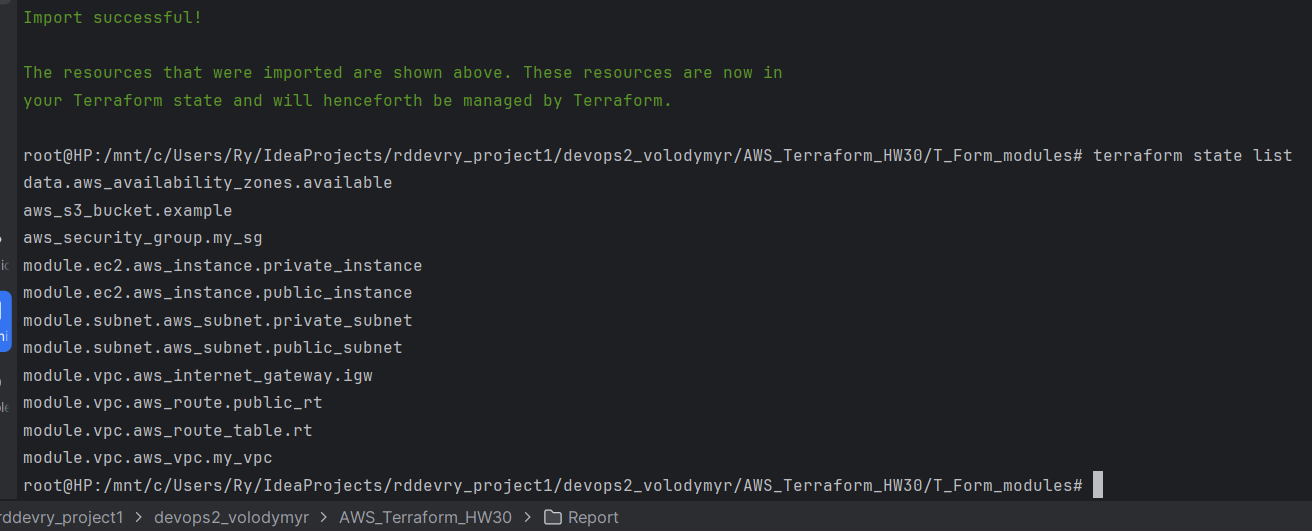 Import successful!
The resources that were imported are shown above. These resources are now in
your Terraform state and will henceforth be managed by Terraform.
root@HP:/mnt/c/Users/Ry/IdeaProjects/rddevry_project1/devops2_volodymyr/AWS_Terraform_HW30/T_Form_modules# terraform state list
data.aws_availability_zones.available
aws_s3_bucket.example
aws_security_group.my_sg
module.ec2.aws_instance.private_instance
module.ec2.aws_instance.public_instance
module.subnet.aws_subnet.private_subnet
module.subnet.aws_subnet.public_subnet
module.vpc.aws_internet_gateway.igw
module.vpc.aws_route.public_rt
module.vpc.aws_route_table.rt
module.vpc.aws_vpc.my_vpc
root@HP:/mnt/c/Users/Ry/IdeaProjects/rddevry_project1/devops2_volodymyr/AWS_Terraform_HW30/T_Form_modules#
rddevry_project1 > devops2_volodymyr > AWS_Terraform_HW30 > Report